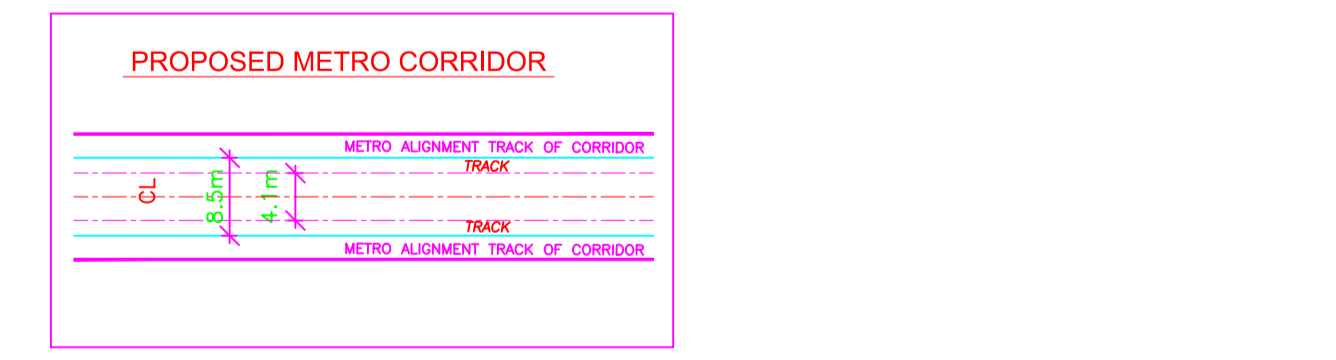 PROPOSED METRO CORRIDOR
METRO ALIGNMENT TRACK OF CORRIDOR
TRACK
CL
8.5m
4.1m
TRACK
METRO ALIGNMENT TRACK OF CORRIDOR